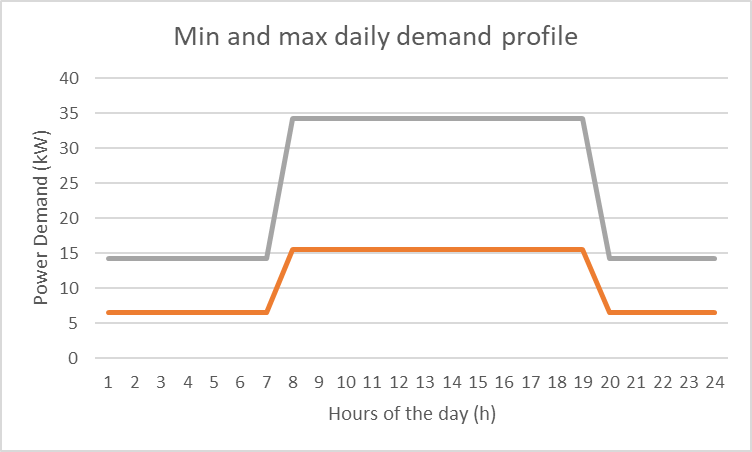 Min and max daily demand profile
40
35
30
25
20
15
10
5
0
Power Demand (kW)
1 2 3 4 5 6 7 8 9 10 11 12 13 14 15 16 17 18 19 20 21 22 23 24
Hours of the day (h)